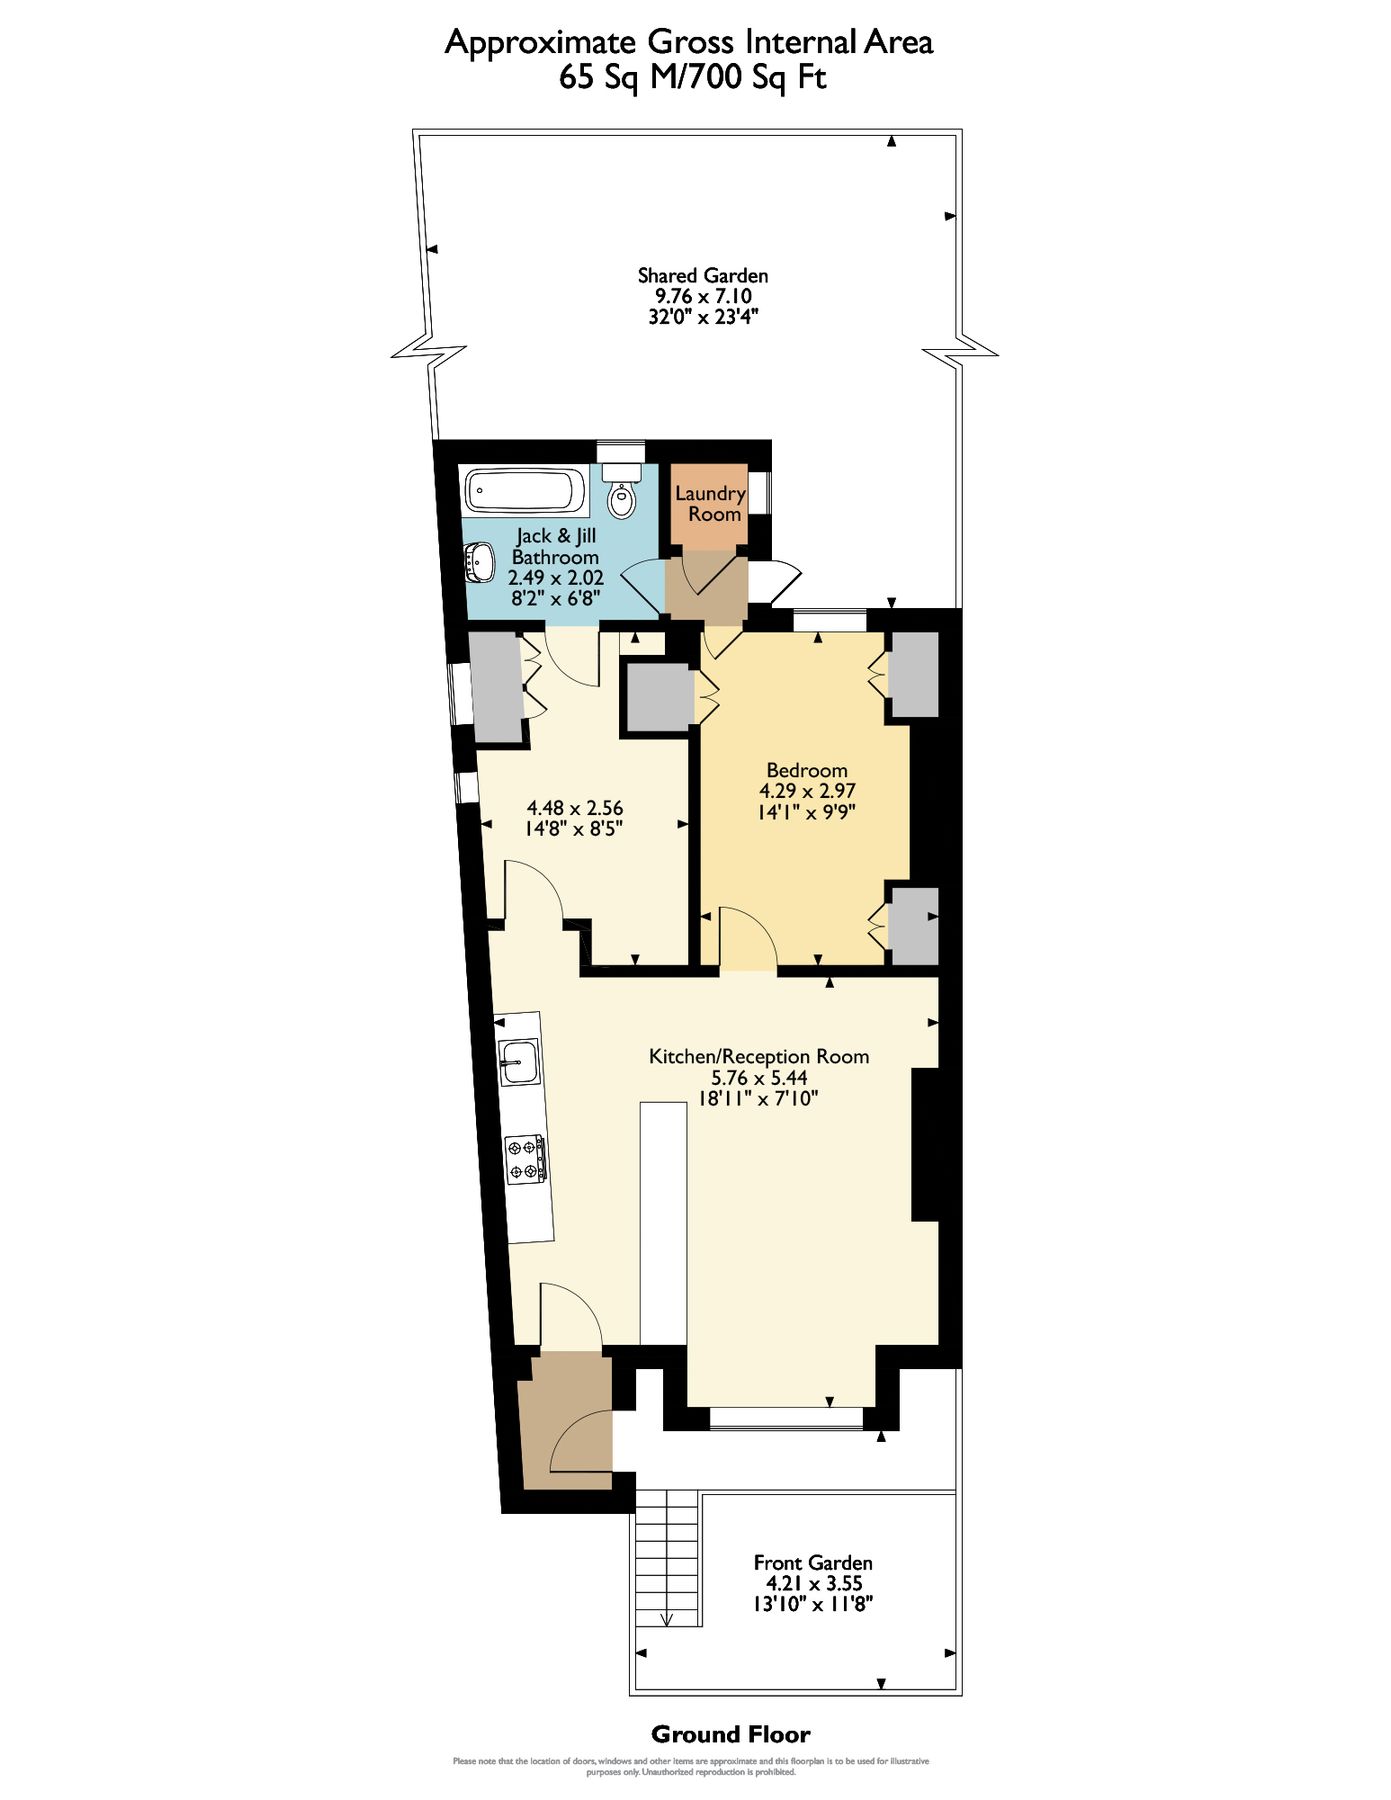 Approximate Gross Internal Area
65 Sq M/700 Sq Ft
Shared Garden
9.76 x 7.10
32'0" x 23'4"
Laundry
Room
Jack & Jill
Bathroom
2.49 x 2.02
8'2" x 6'8"
Bedroom
4.29 x 2.97
14'1" x 9'9"
4.48 x 2.56
14'8" x 8'5"
Kitchen/Reception Room
5.76 x 5.44
18'11" x 7'10"
Front Garden
4.21 x 3.55
13'10" x 11'8"
Ground Floor
Please note that the location of doors, windows and other items are approximate and this floorplan is to be used for illustrative
purposes only. Unauthorized reproduction is prohibited.